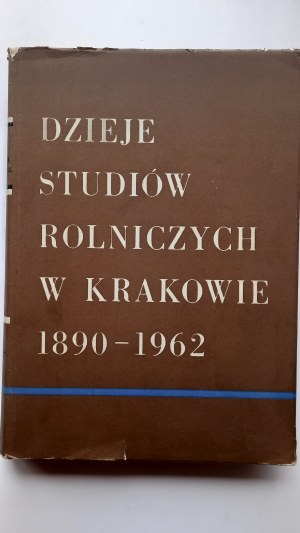 DZIEJE
STUDIÓW
ROLNICZYCH
W KRAKOWIE
1890–1962